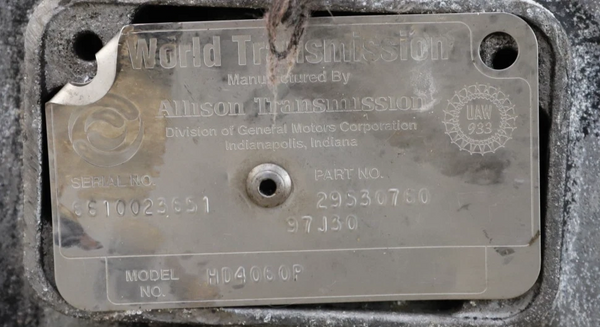 World Transmission
Manufactured By
Allison Transmission
Division of General Motors Corporation
Indianapolis, Indiana
UAW
933
SERIAL NO.
PART NO.
6610023651
29530760
97J30
MODEL NO.
HD4060P